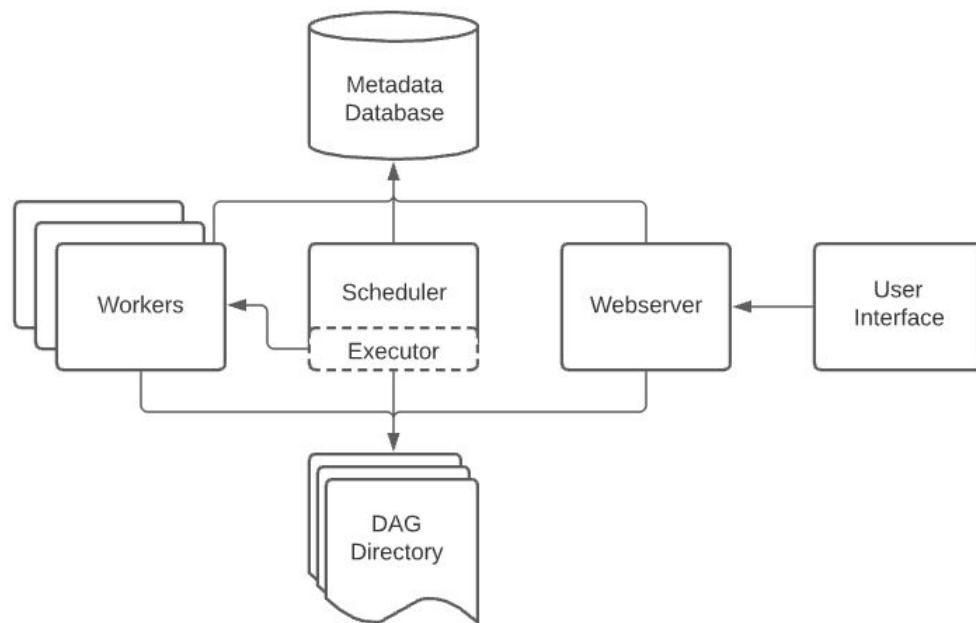 Metadata
Database
Workers
Scheduler
Executor
Webserver
User
Interface
DAG
Directory